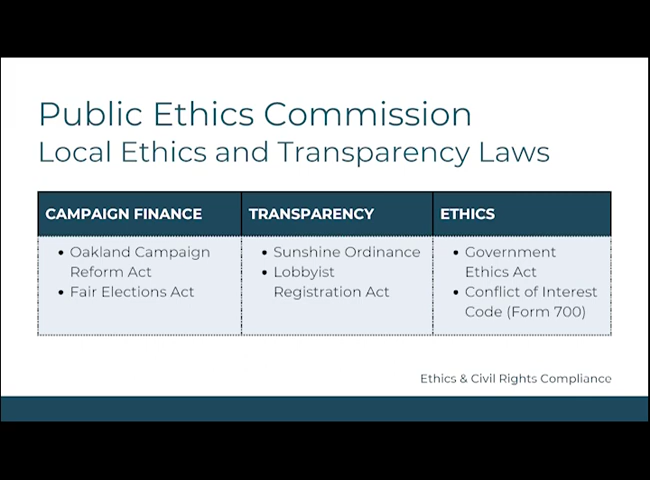 Public Ethics Commission
Local Ethics and Transparency Laws
CAMPAIGN FINANCE
• Oakland Campaign
Reform Act
• Fair Elections Act
TRANSPARENCY
• Sunshine Ordinance
• Lobbyist
Registration Act
ETHICS
• Government
Ethics Act
• Conflict of Interest
Code (Form 700)
Ethics & Civil Rights Compliance